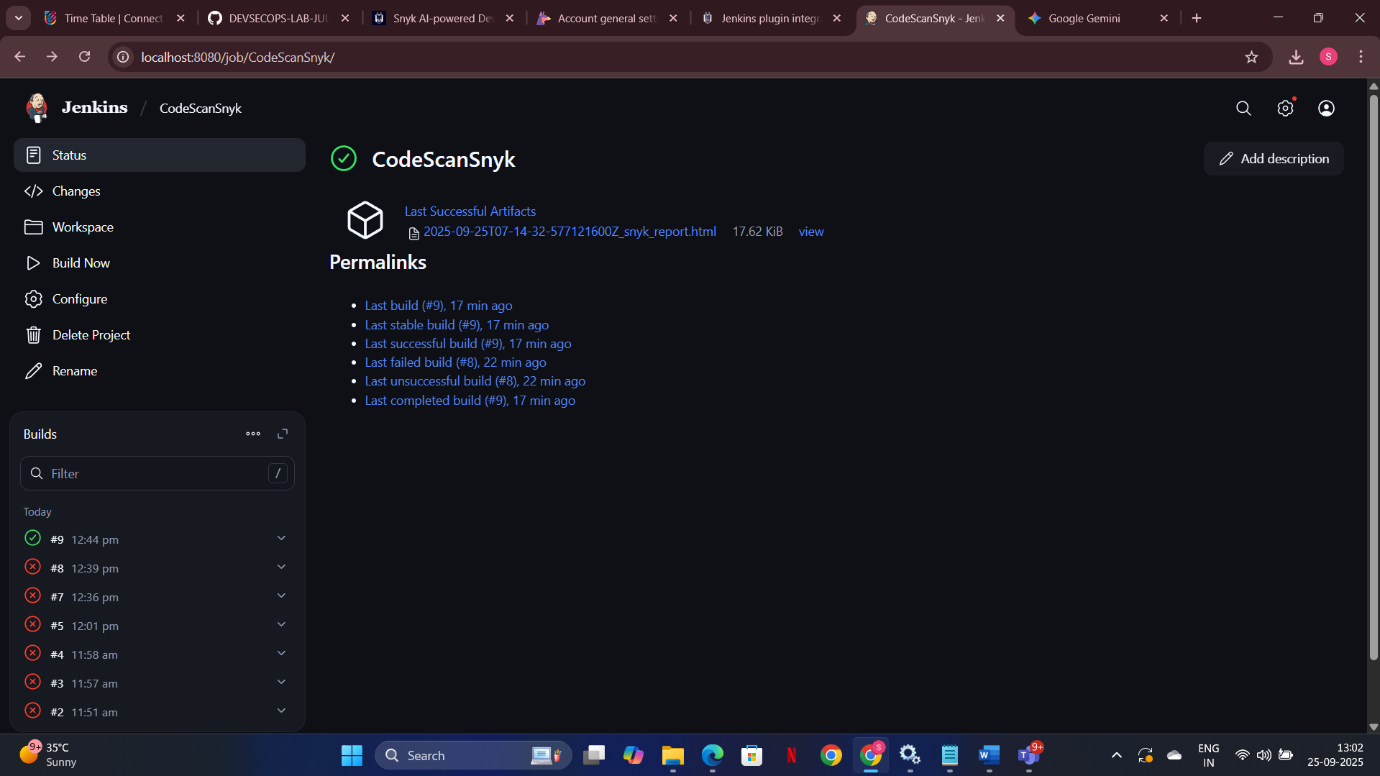 Time Table | Connect
DEVSECOPS-LAB-JUL
Snyk AI-powered Dev
Account general sett
Jenkins plugin integr
CodeScanSnyk - Jenk
Google Gemini
localhost:8080/job/CodeScanSnyk/
S
Jenkins / CodeScanSnyk
Status
Changes
Workspace
Build Now
Configure
Delete Project
Rename
CodeScanSnyk
Add description
Last Successful Artifacts
2025-09-25T07-14-32-577121600Z_snyk_report.html 17.62 KiB view
Permalinks
Last build (#9), 17 min ago
Last stable build (#9), 17 min ago
Last successful build (#9), 17 min ago
Last failed build (#8), 22 min ago
Last unsuccessful build (#8), 22 min ago
Last completed build (#9), 17 min ago
Builds
Filter /
Today
#9 12:44 pm
#8 12:39 pm
#7 12:36 pm
#5 12:01 pm
#4 11:58 am
#3 11:57 am
#2 11:51 am
9+
35°C
Sunny
Search
S
9+
ENG
IN
13:02
25-09-2025